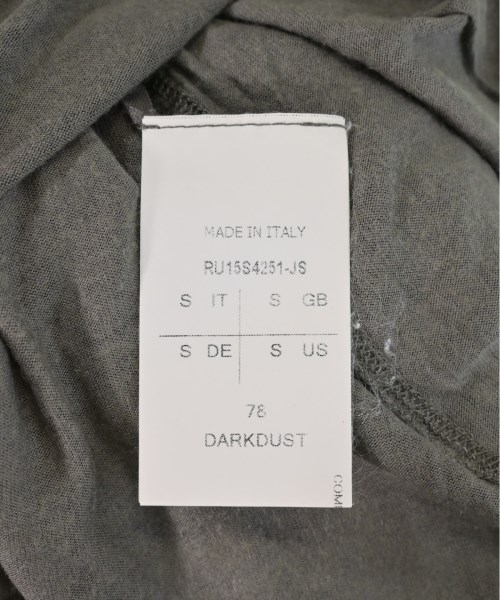 MADE IN ITALY
RU15S4251-JS
S IT S GB
S DE S US
78
DARKDUST